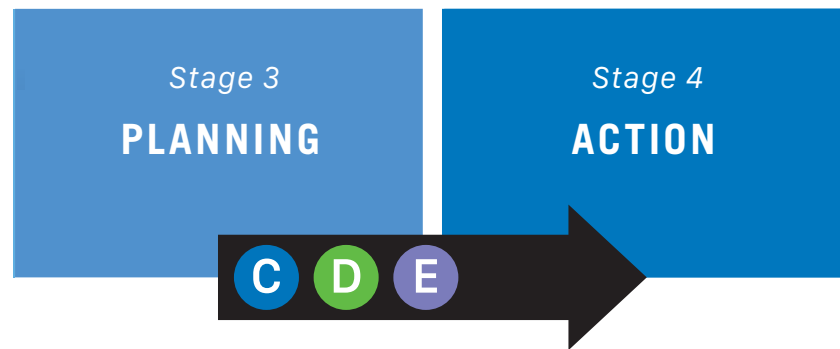 Stage 3
PLANNING
Stage 4
ACTION
C D E